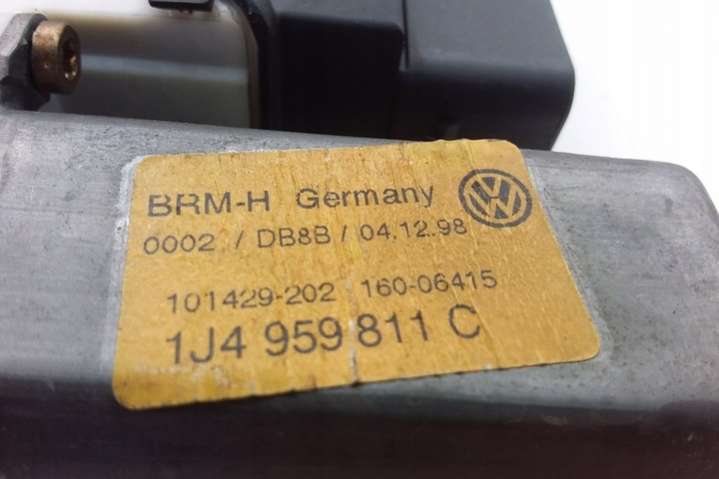 BRM-H Germany
0002 / DB8B / 04.12.98
101429-202 160-06415
1J4 959 811 C